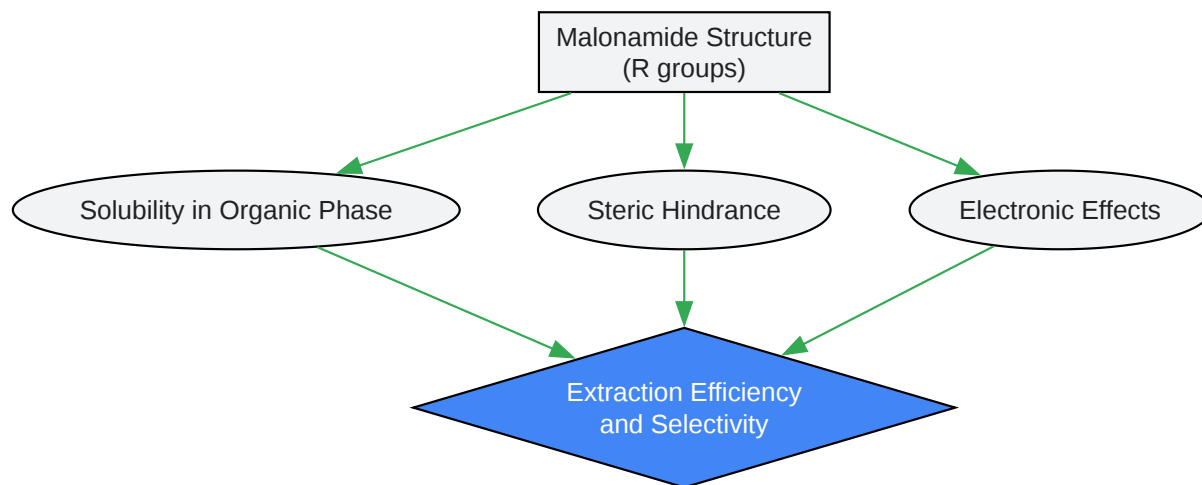 Malonamide Structure
(R groups)
Solubility in Organic Phase
Steric Hindrance
Electronic Effects
Extraction Efficiency
and Selectivity